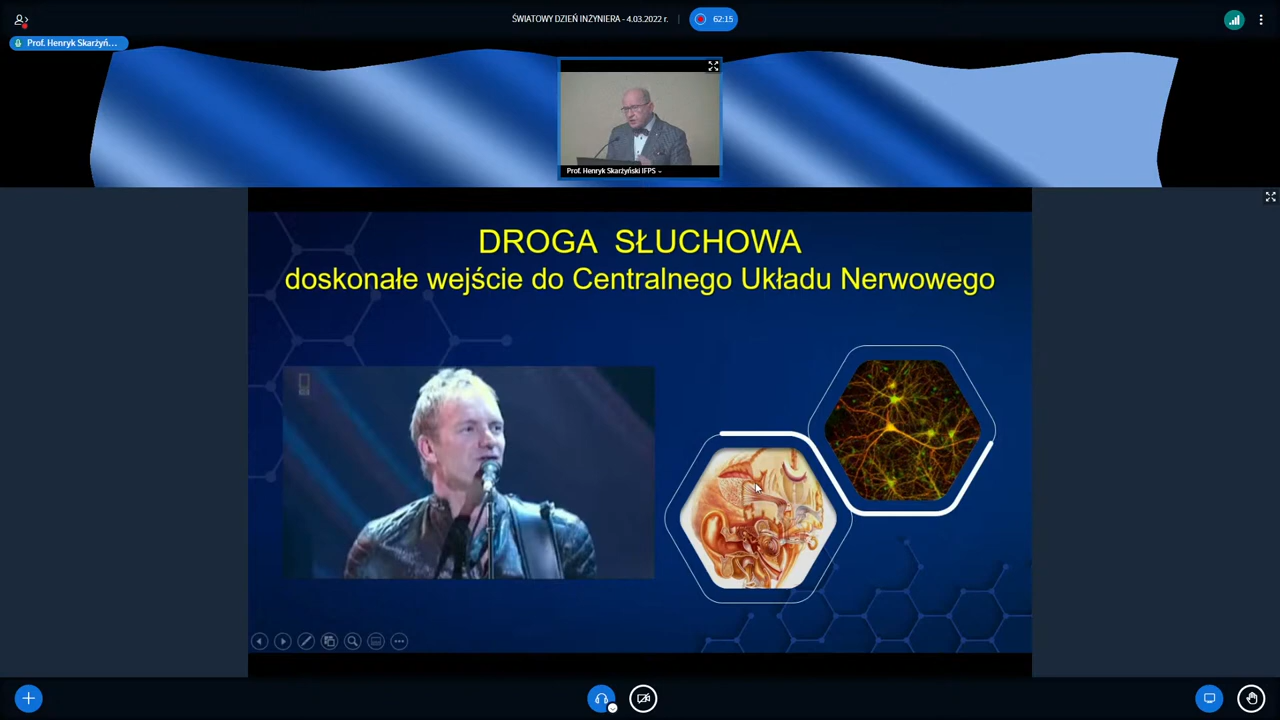 ŚWIATOWY DZIEŃ INŻYNIERA - 4.03.2022 r.
62:15
Prof. Henryk Skarżyń...
Prof. Henryk Skarżyński IFPS
DROGA SŁUCHOWA
doskonałe wejście do Centralnego Układu Nerwowego